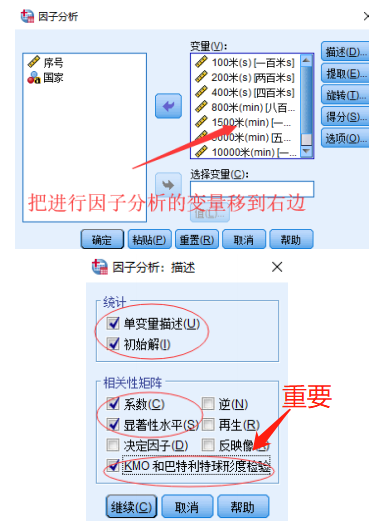 因子分析
变量(V):
序号
国家
100米(s) [一百米s]
200米(s) [两百米s]
400米(s) [四百米s]
800米(min) [八百...
1500米(min) [一...
5000米(min) [五...
10000米(min) [一...
描述(D)...
提取(E)...
旋转(T)...
得分(S)...
选项(O)...
选择变量(C):
把进行因子分析的变量移到右边
值(L)...
确定 粘贴(P) 重置(R) 取消 帮助
因子分析: 描述
统计
单变量描述(U)
初始解(I)
相关性矩阵
重要
系数(C) 逆(N)
显著性水平(S) 再生(R)
决定因子(D) 反映像
KMO 和巴特利特球形度检验
继续(C) 取消 帮助